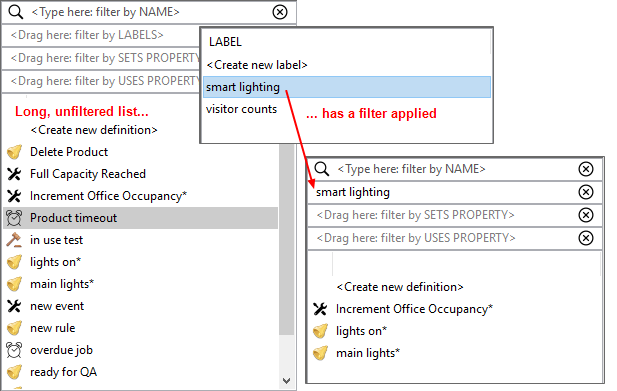 <Type here: filter by NAME>
<Drag here: filter by LABELS>
<Drag here: filter by SETS PROPERTY>
<Drag here: filter by USES PROPERTY>
Long, unfiltered list...
<Create new definition>
Delete Product
Full Capacity Reached
Increment Office Occupancy*
Product timeout
in use test
lights on*
main lights*
new event
new rule
overdue job
ready for QA
LABEL
<Create new label>
smart lighting
visitor counts
... has a filter applied
<Type here: filter by NAME>
smart lighting
<Drag here: filter by SETS PROPERTY>
<Drag here: filter by USES PROPERTY>
<Create new definition>
Increment Office Occupancy*
lights on*
main lights*